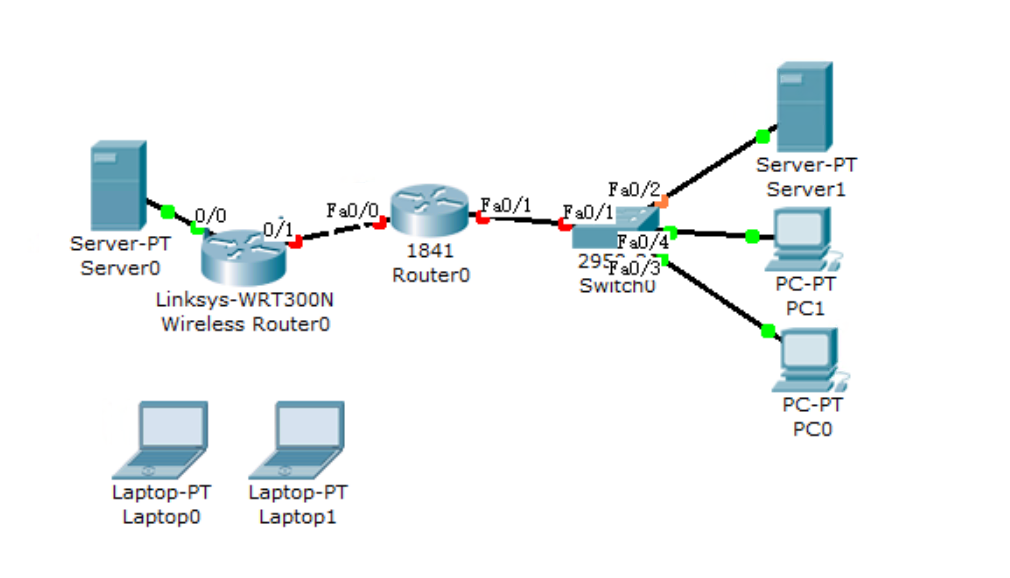 Server-PT
Server0
0/0
0/1
Linksys-WRT300N
Wireless Router0
Fa0/0
1841
Router0
Fa0/1
Fa0/1
Fa0/2
Fa0/4
Fa0/3
Switch0
Server-PT
Server1
PC-PT
PC1
PC-PT
PC0
Laptop-PT
Laptop0
Laptop-PT
Laptop1